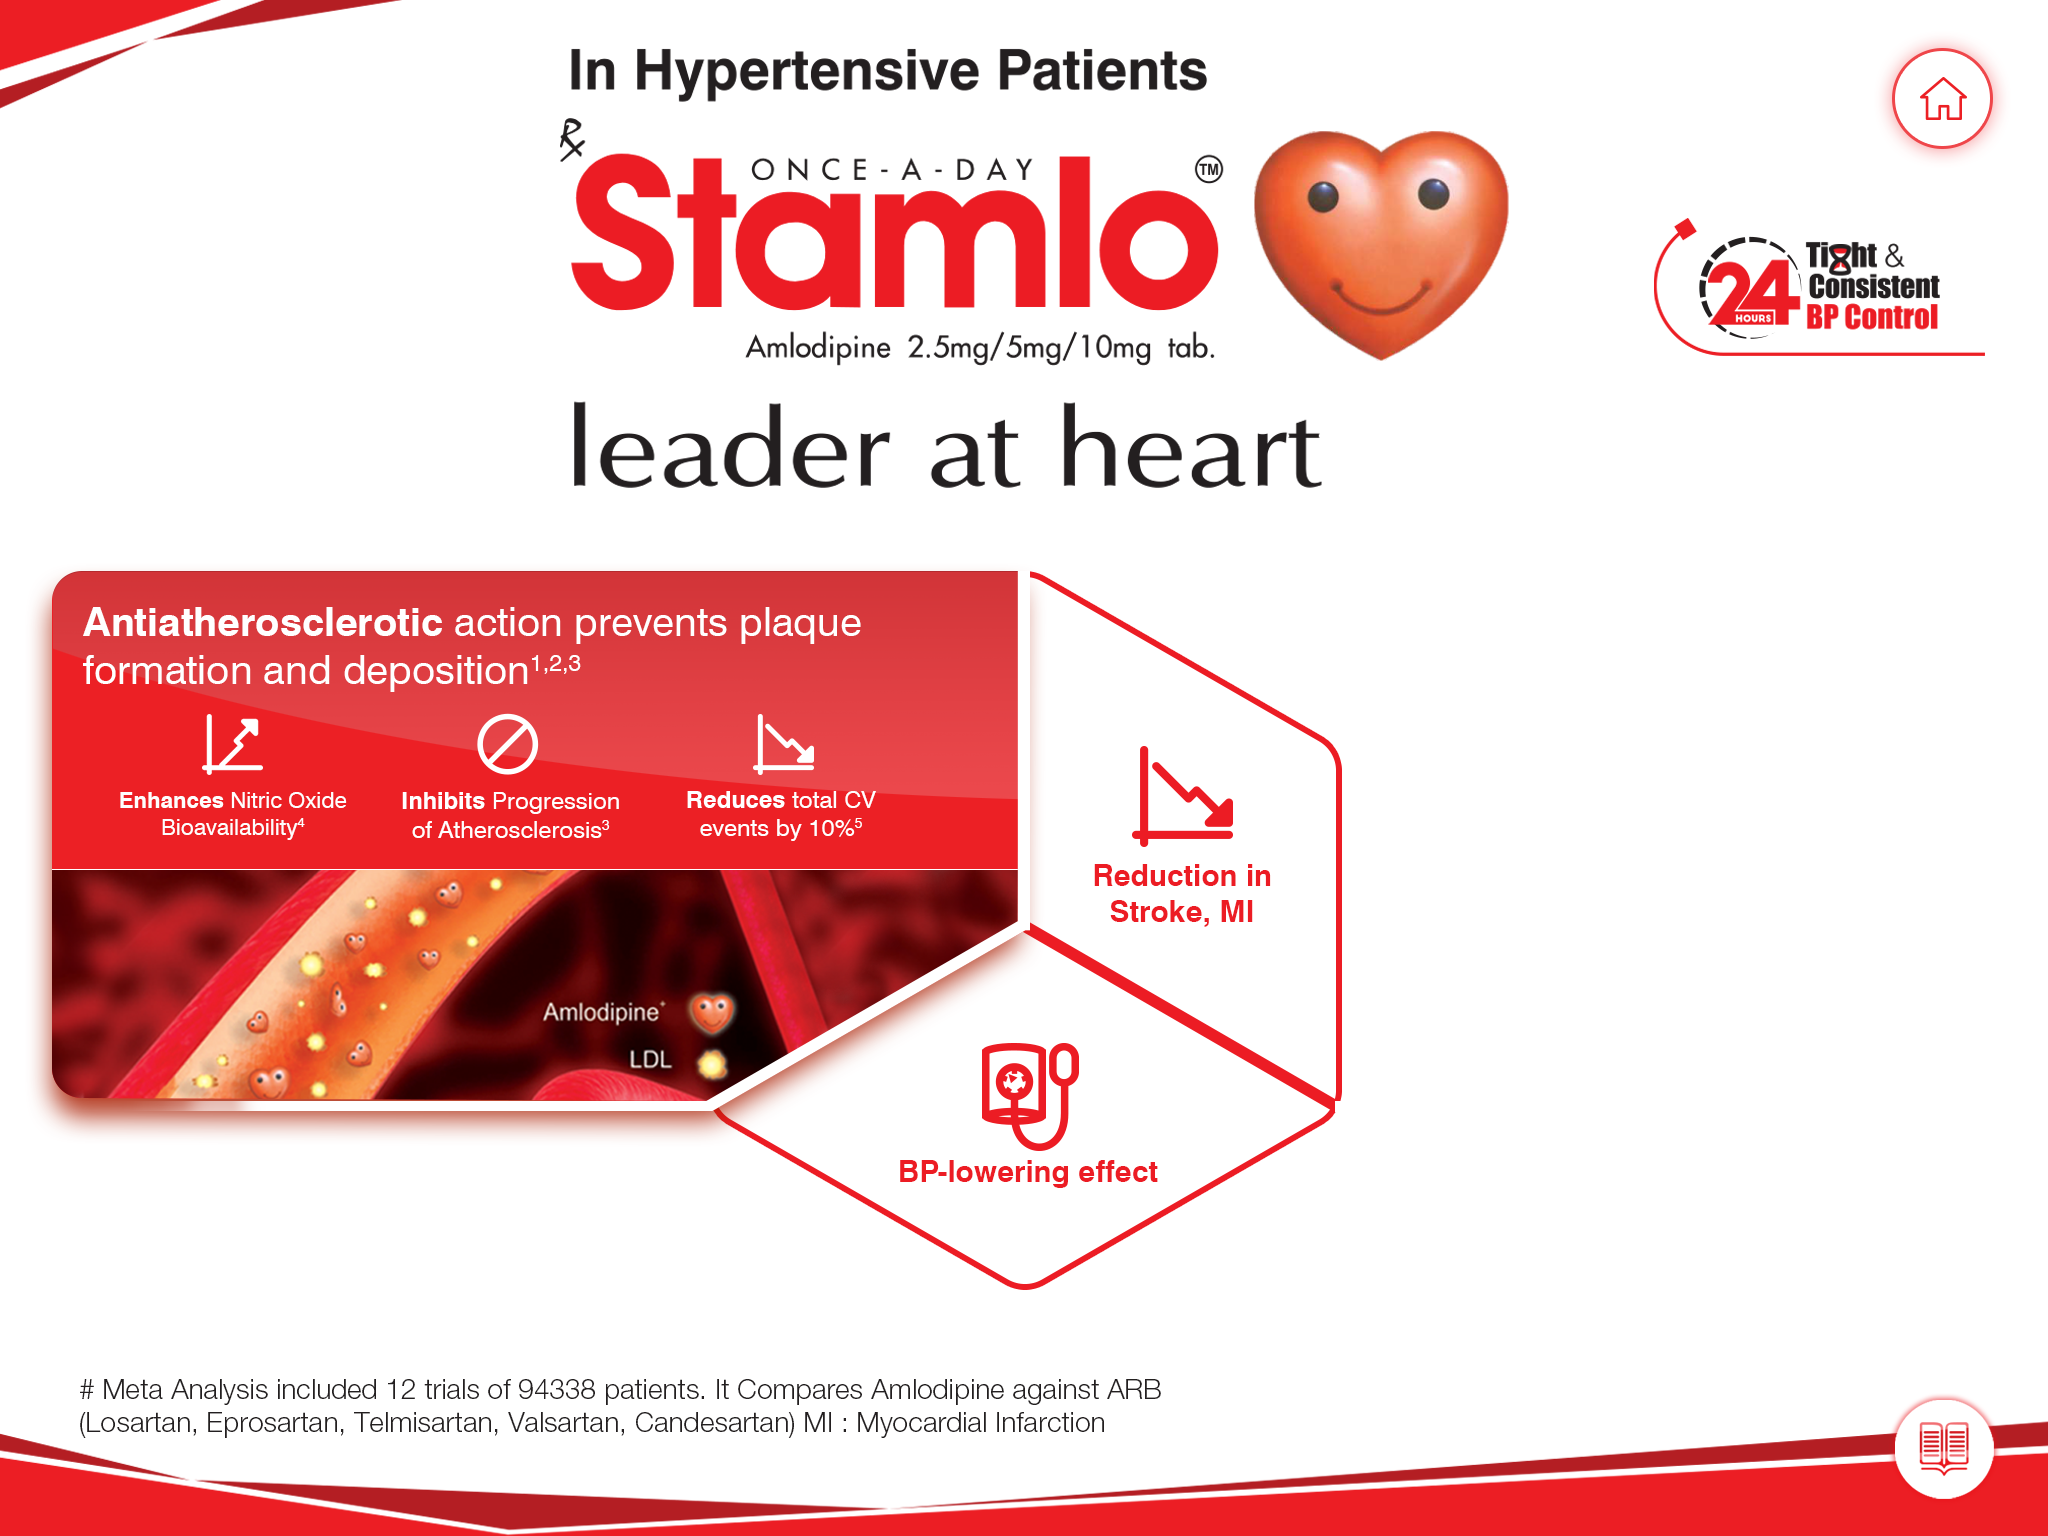 In Hypertensive Patients
℞
ONCE-A-DAY
Stamlo™
Amlodipine 2.5mg/5mg/10mg tab.
leader at heart
24 HOURS
Tight &
Consistent
BP Control
Antiatherosclerotic action prevents plaque
formation and deposition1,2,3
Enhances Nitric Oxide
Bioavailability4
Inhibits Progression
of Atherosclerosis3
Reduces total CV
events by 10%5
Amlodipine+
LDL
Reduction in
Stroke, MI
BP-lowering effect
# Meta Analysis included 12 trials of 94338 patients. It Compares Amlodipine against ARB
(Losartan, Eprosartan, Telmisartan, Valsartan, Candesartan) MI : Myocardial Infarction